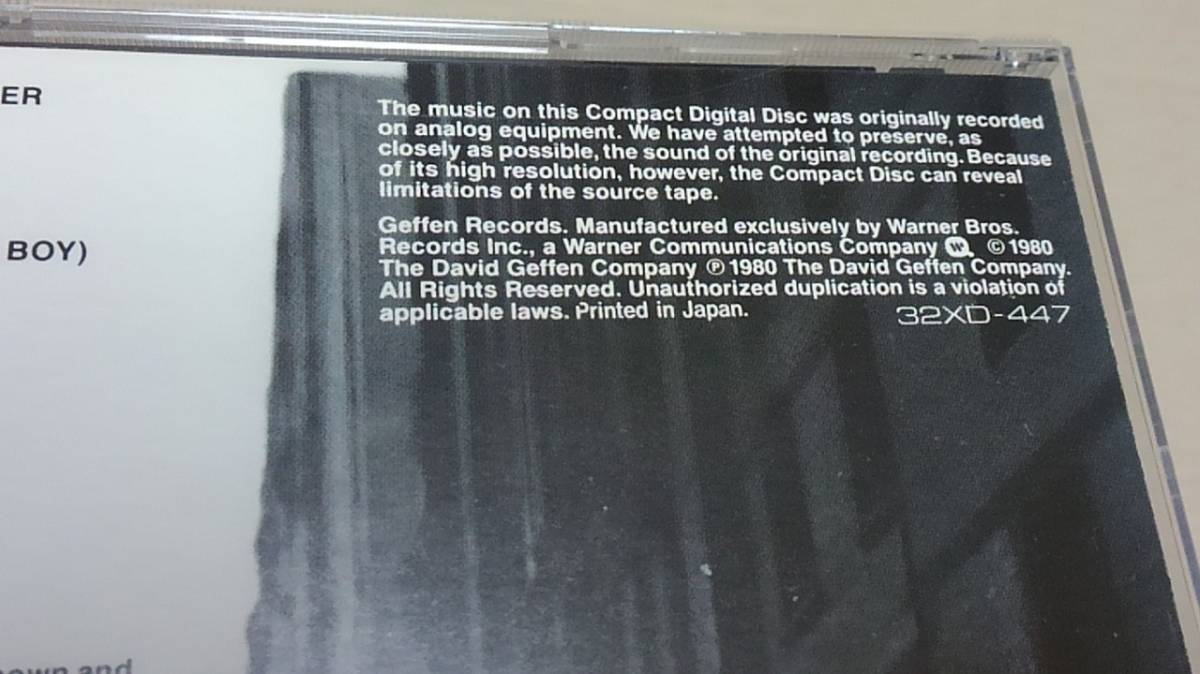 ER
BOY)
own and
The music on this Compact Digital Disc was originally recorded
on analog equipment. We have attempted to preserve, as
closely as possible, the sound of the original recording. Because
of its high resolution, however, the Compact Disc can reveal
limitations of the source tape.
Geffen Records. Manufactured exclusively by Warner Bros.
Records Inc., a Warner Communications Company W. © 1980
The David Geffen Company ℗ 1980 The David Geffen Company.
All Rights Reserved. Unauthorized duplication is a violation of
applicable laws. Printed in Japan.
32XD-447